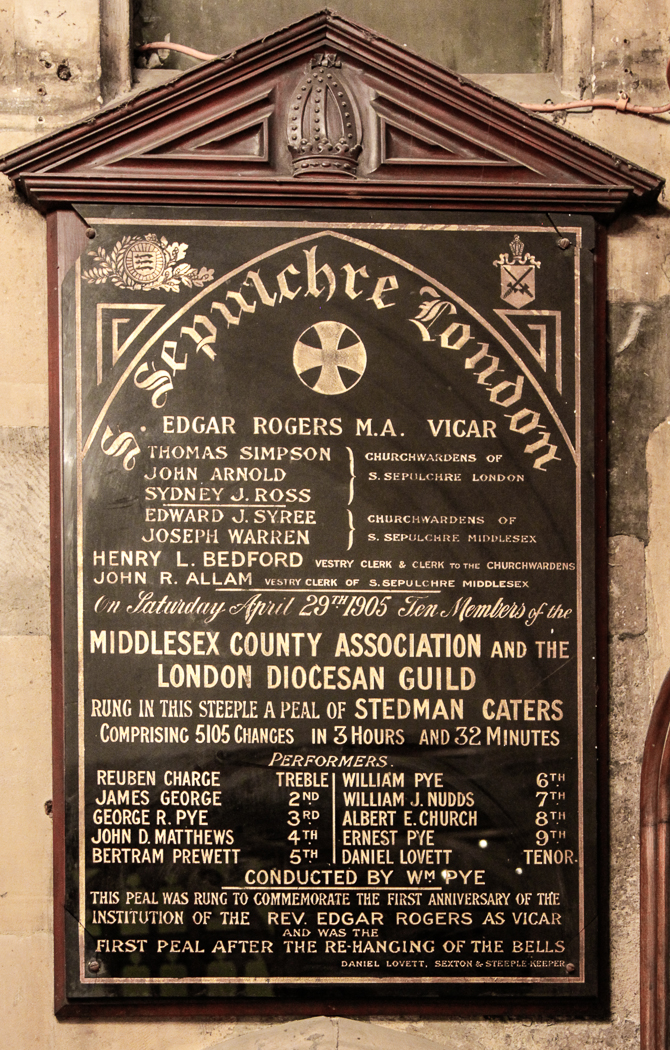 S. Sepulchre London
EDGAR ROGERS M.A. VICAR
THOMAS SIMPSON
JOHN ARNOLD
SYDNEY J. ROSS
CHURCHWARDENS OF
S. SEPULCHRE LONDON
EDWARD J. SYREE
JOSEPH WARREN
CHURCHWARDENS OF
S. SEPULCHRE MIDDLESEX
HENRY L. BEDFORD VESTRY CLERK & CLERK TO THE CHURCHWARDENS
JOHN R. ALLAM VESTRY CLERK OF S. SEPULCHRE MIDDLESEX
On Saturday April 29TH 1905 Ten Members of the
MIDDLESEX COUNTY ASSOCIATION AND THE
LONDON DIOCESAN GUILD
RUNG IN THIS STEEPLE A PEAL OF STEDMAN CATERS
COMPRISING 5105 CHANGES IN 3 HOURS AND 32 MINUTES
PERFORMERS.
REUBEN CHARGE TREBLE
JAMES GEORGE 2ND
GEORGE R. PYE 3RD
JOHN D. MATTHEWS 4TH
BERTRAM PREWETT 5TH
WILLIAM PYE 6TH
WILLIAM J. NUDDS 7TH
ALBERT E. CHURCH 8TH
ERNEST PYE 9TH
DANIEL LOVETT TENOR.
CONDUCTED BY WM PYE
THIS PEAL WAS RUNG TO COMMEMORATE THE FIRST ANNIVERSARY OF THE
INSTITUTION OF THE REV. EDGAR ROGERS AS VICAR
AND WAS THE
FIRST PEAL AFTER THE RE-HANGING OF THE BELLS
DANIEL LOVETT, SEXTON & STEEPLE-KEEPER